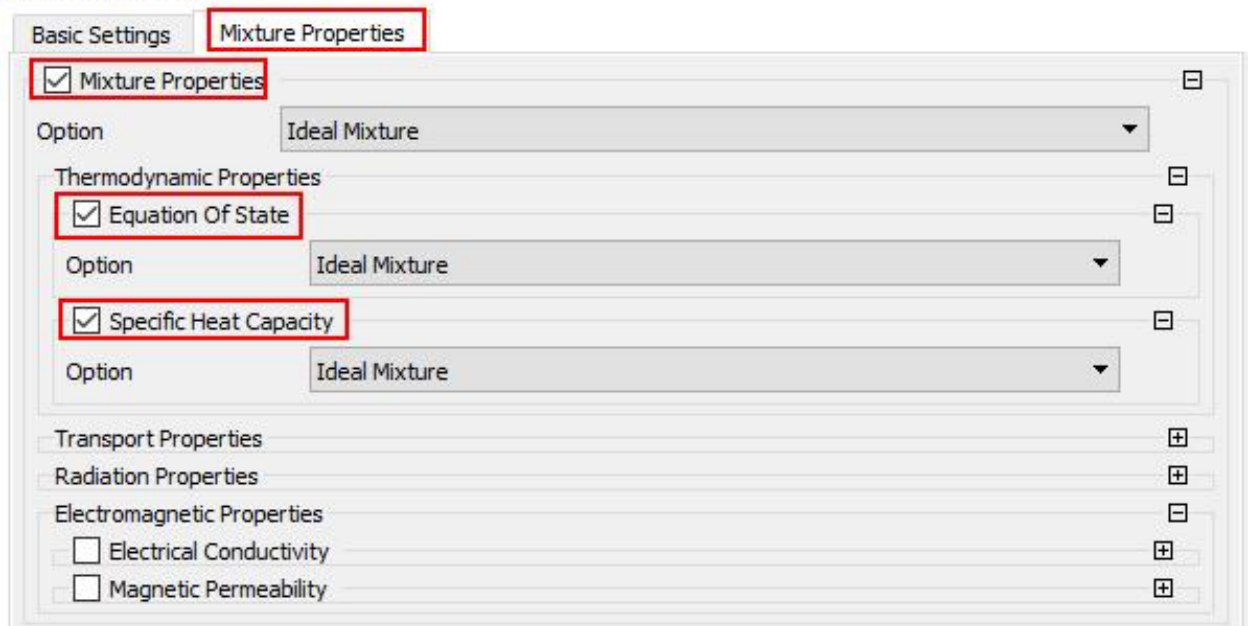 Basic Settings Mixture Properties
Mixture Properties
Option Ideal Mixture
Thermodynamic Properties
Equation Of State
Option Ideal Mixture
Specific Heat Capacity
Option Ideal Mixture
Transport Properties
Radiation Properties
Electromagnetic Properties
Electrical Conductivity
Magnetic Permeability